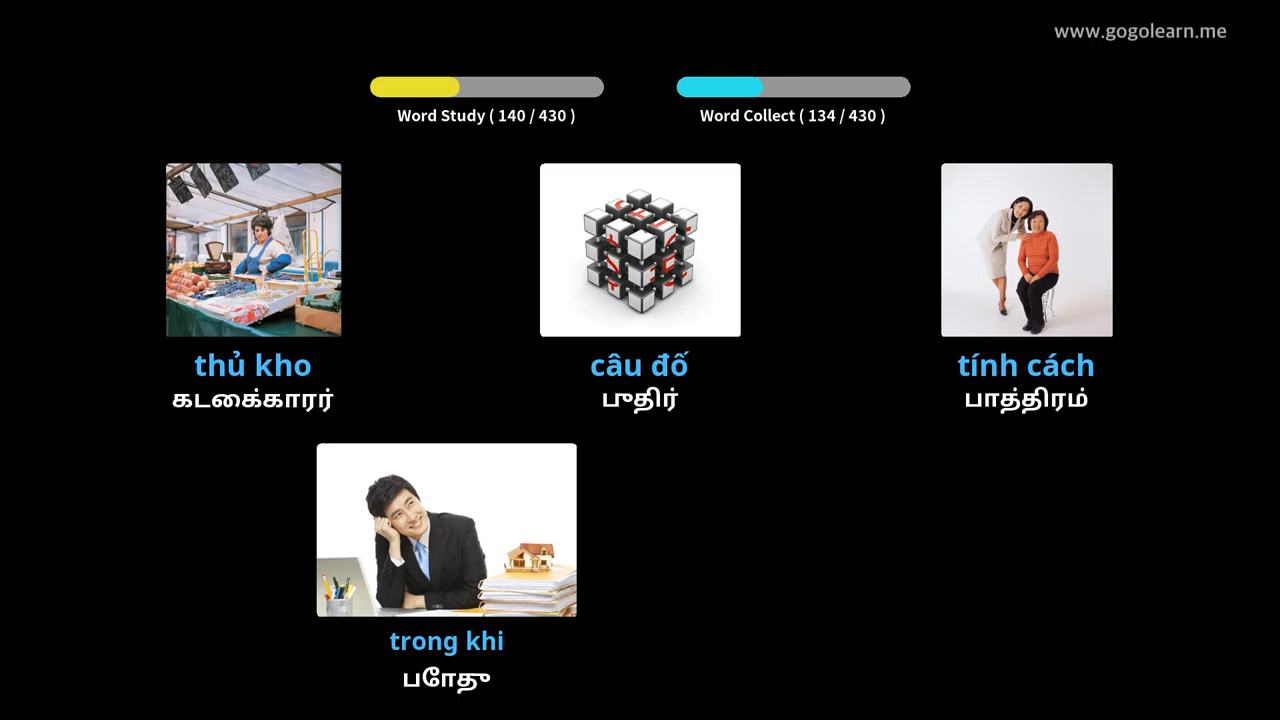 www.gogolearn.me
Word Study ( 140 / 430 )
Word Collect ( 134 / 430 )
thủ kho
கடைக்காரர்
câu đố
புதிர்
tính cách
பாத்திரம்
trong khi
போது